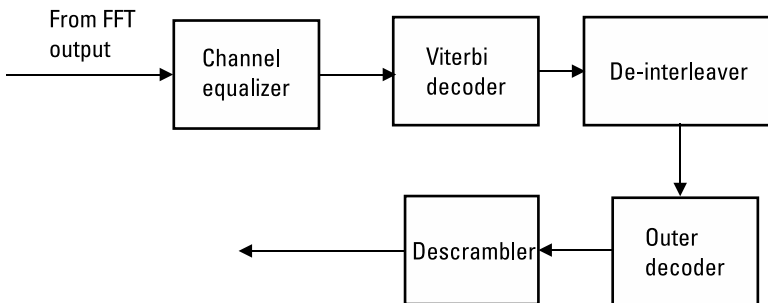 From FFT
output
Channel
equalizer
Viterbi
decoder
De-interleaver
Descrambler
Outer
decoder